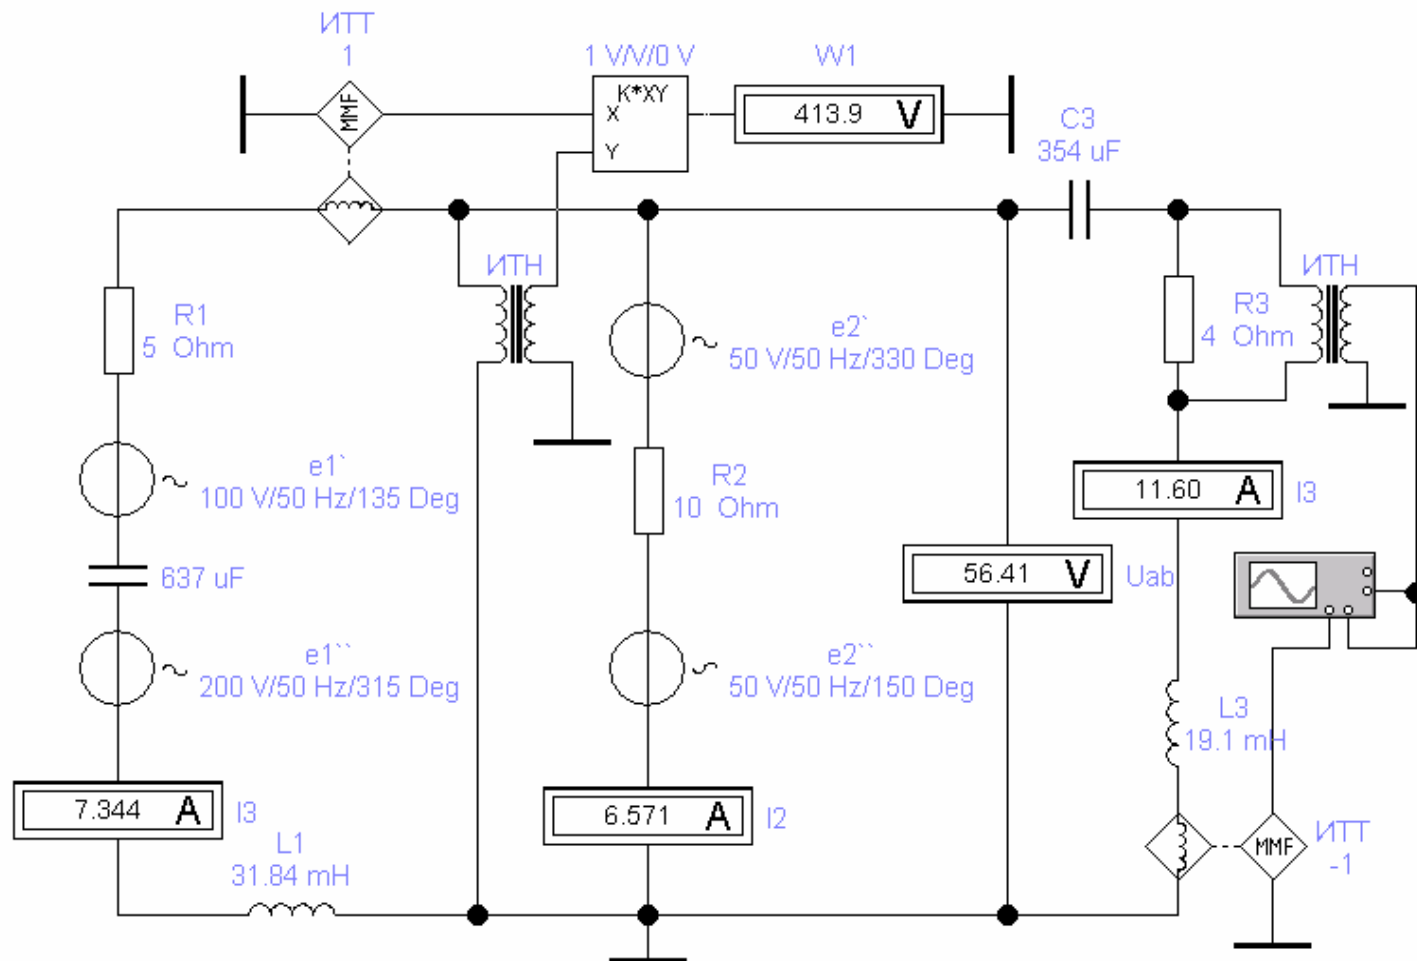 ИТТ
1
1 V/V/0 V
W1
K*XY
X
Y
MMF
413.9 V
C3
354 uF
ИТН
ИТН
R1
5 Ohm
e2`
50 V/50 Hz/330 Deg
R3
4 Ohm
e1`
100 V/50 Hz/135 Deg
R2
10 Ohm
11.60 A
I3
637 uF
56.41 V
Uab
e1``
200 V/50 Hz/315 Deg
e2``
50 V/50 Hz/150 Deg
L3
19.1 mH
7.344 A
I3
6.571 A
I2
L1
31.84 mH
MMF
ИТТ
-1